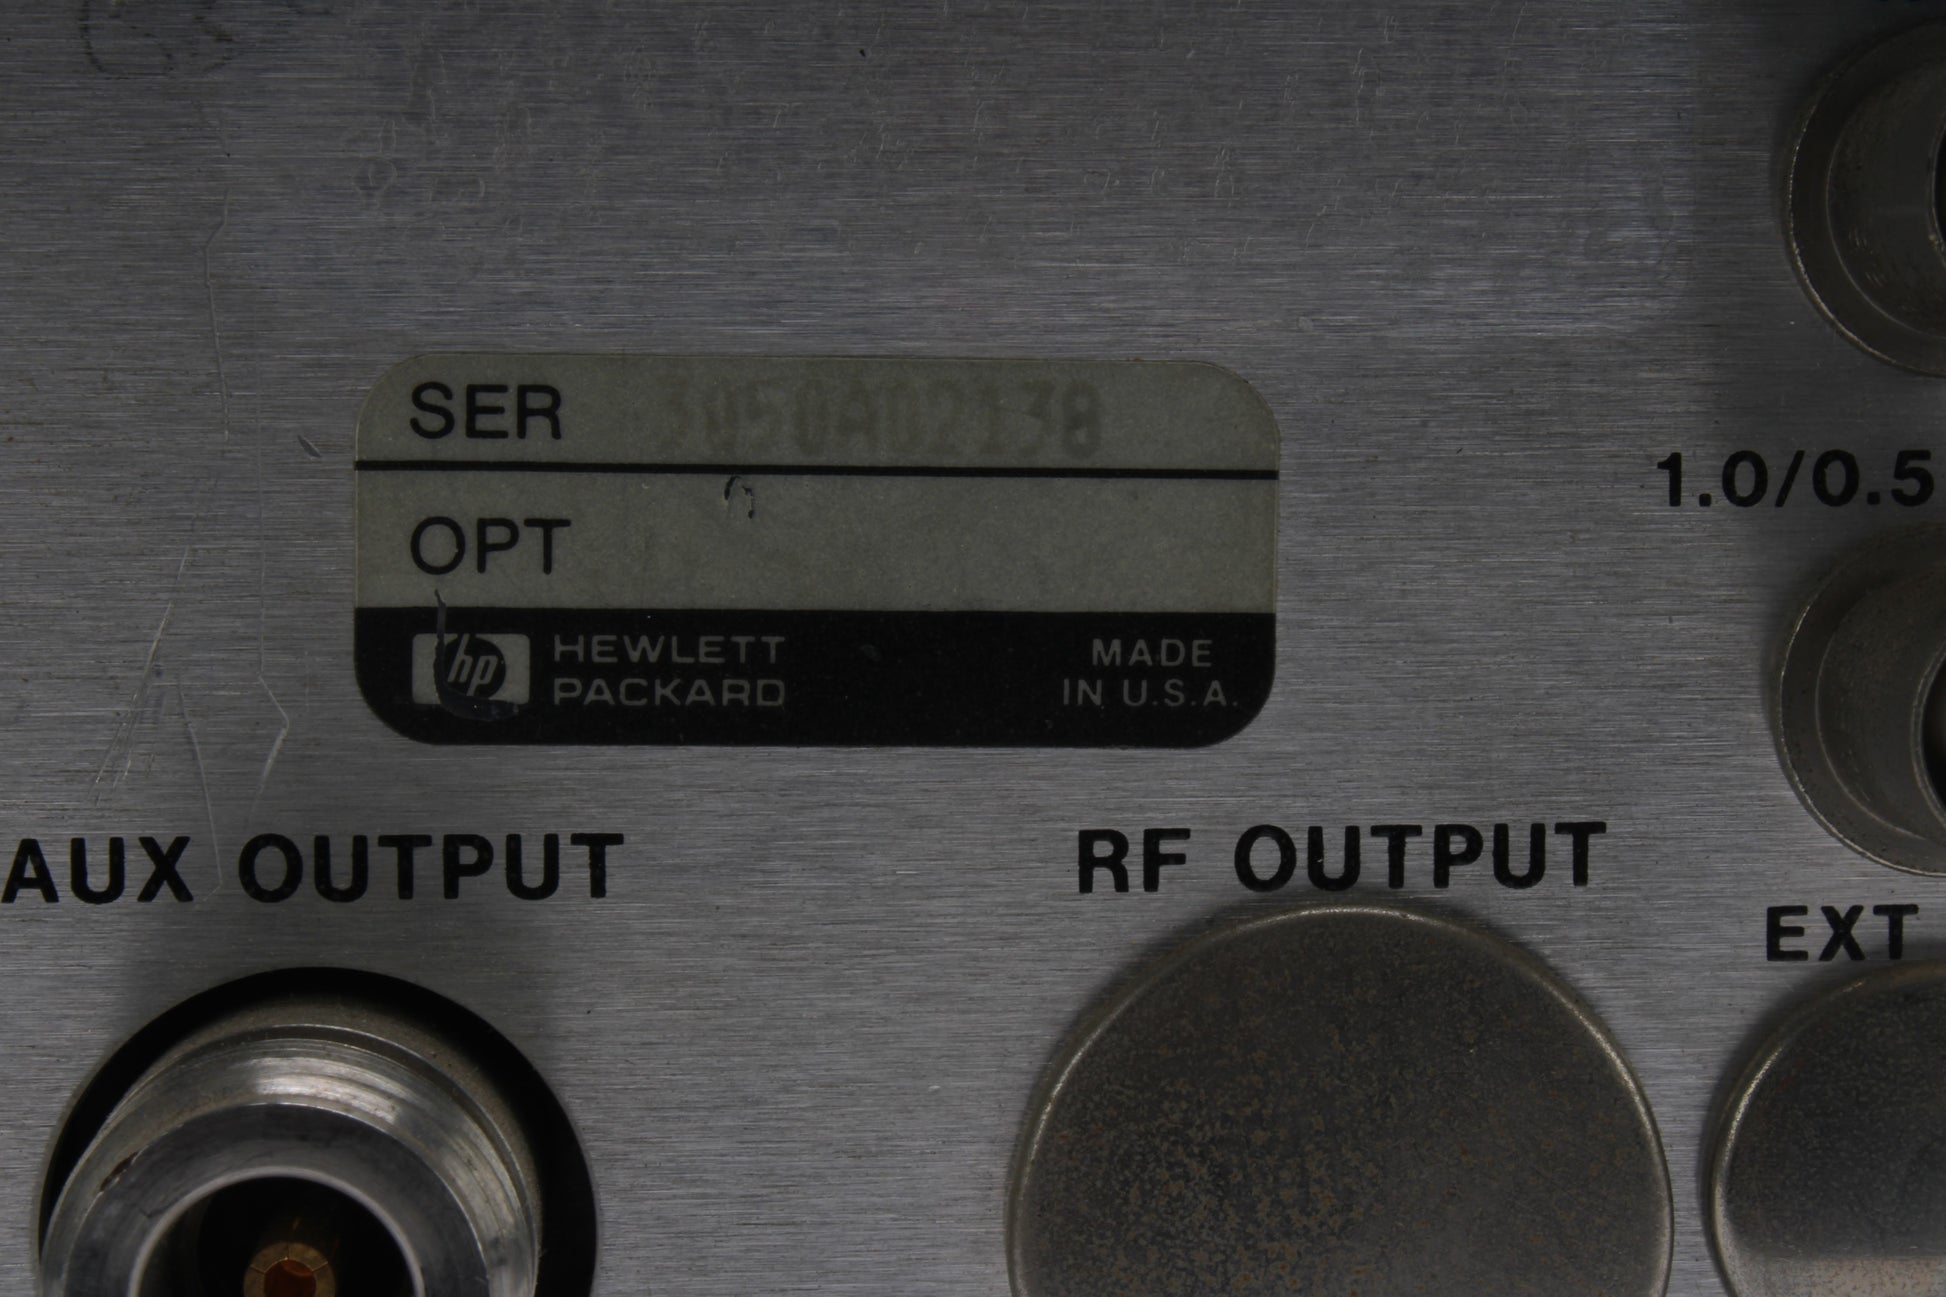 SER 3050A02138
1.0/0.5
OPT
hp HEWLETT
PACKARD
MADE
IN U.S.A.
AUX OUTPUT
RF OUTPUT
EXT